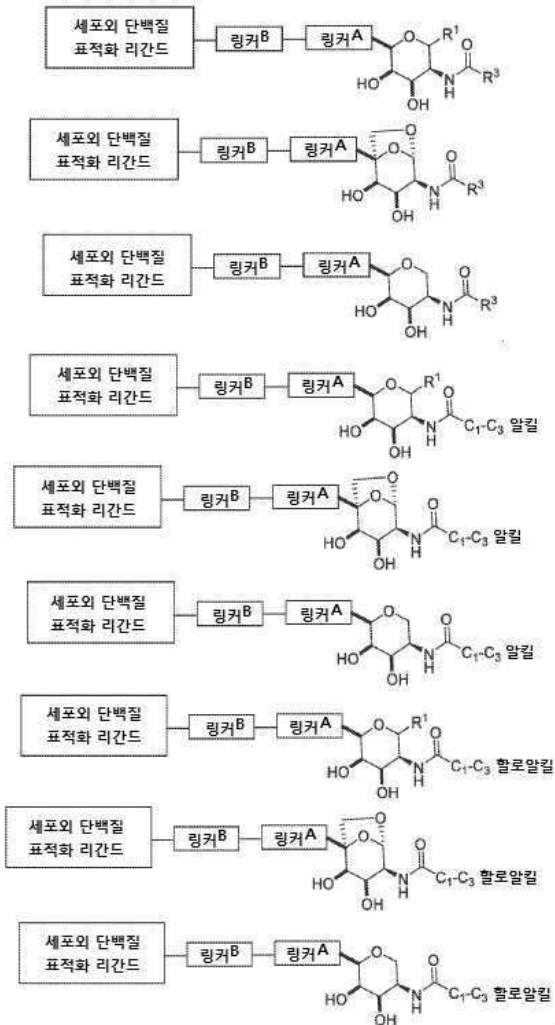 세포외 단백질
표적화 리간드
링커B 링커A O R1
O
HO N R3
OH H
세포외 단백질
표적화 리간드
링커B 링커A O O
O
HO N R3
OH H
세포외 단백질
표적화 리간드
링커B 링커A O
O
HO N R3
OH H
세포외 단백질
표적화 리간드
링커B 링커A O R1
O
HO NH C1-C3 알킬
OH
세포외 단백질
표적화 리간드
링커B 링커A O O
O
HO NH C1-C3 알킬
OH
세포외 단백질
표적화 리간드
링커B 링커A O
O
HO NH C1-C3 알킬
OH
세포외 단백질
표적화 리간드
링커B 링커A O R1
O
HO NH C1-C3 할로알킬
OH
세포외 단백질
표적화 리간드
링커B 링커A O O
O
HO NH C1-C3 할로알킬
OH
세포외 단백질
표적화 리간드
링커B 링커A O
O
HO NH C1-C3 할로알킬
OH